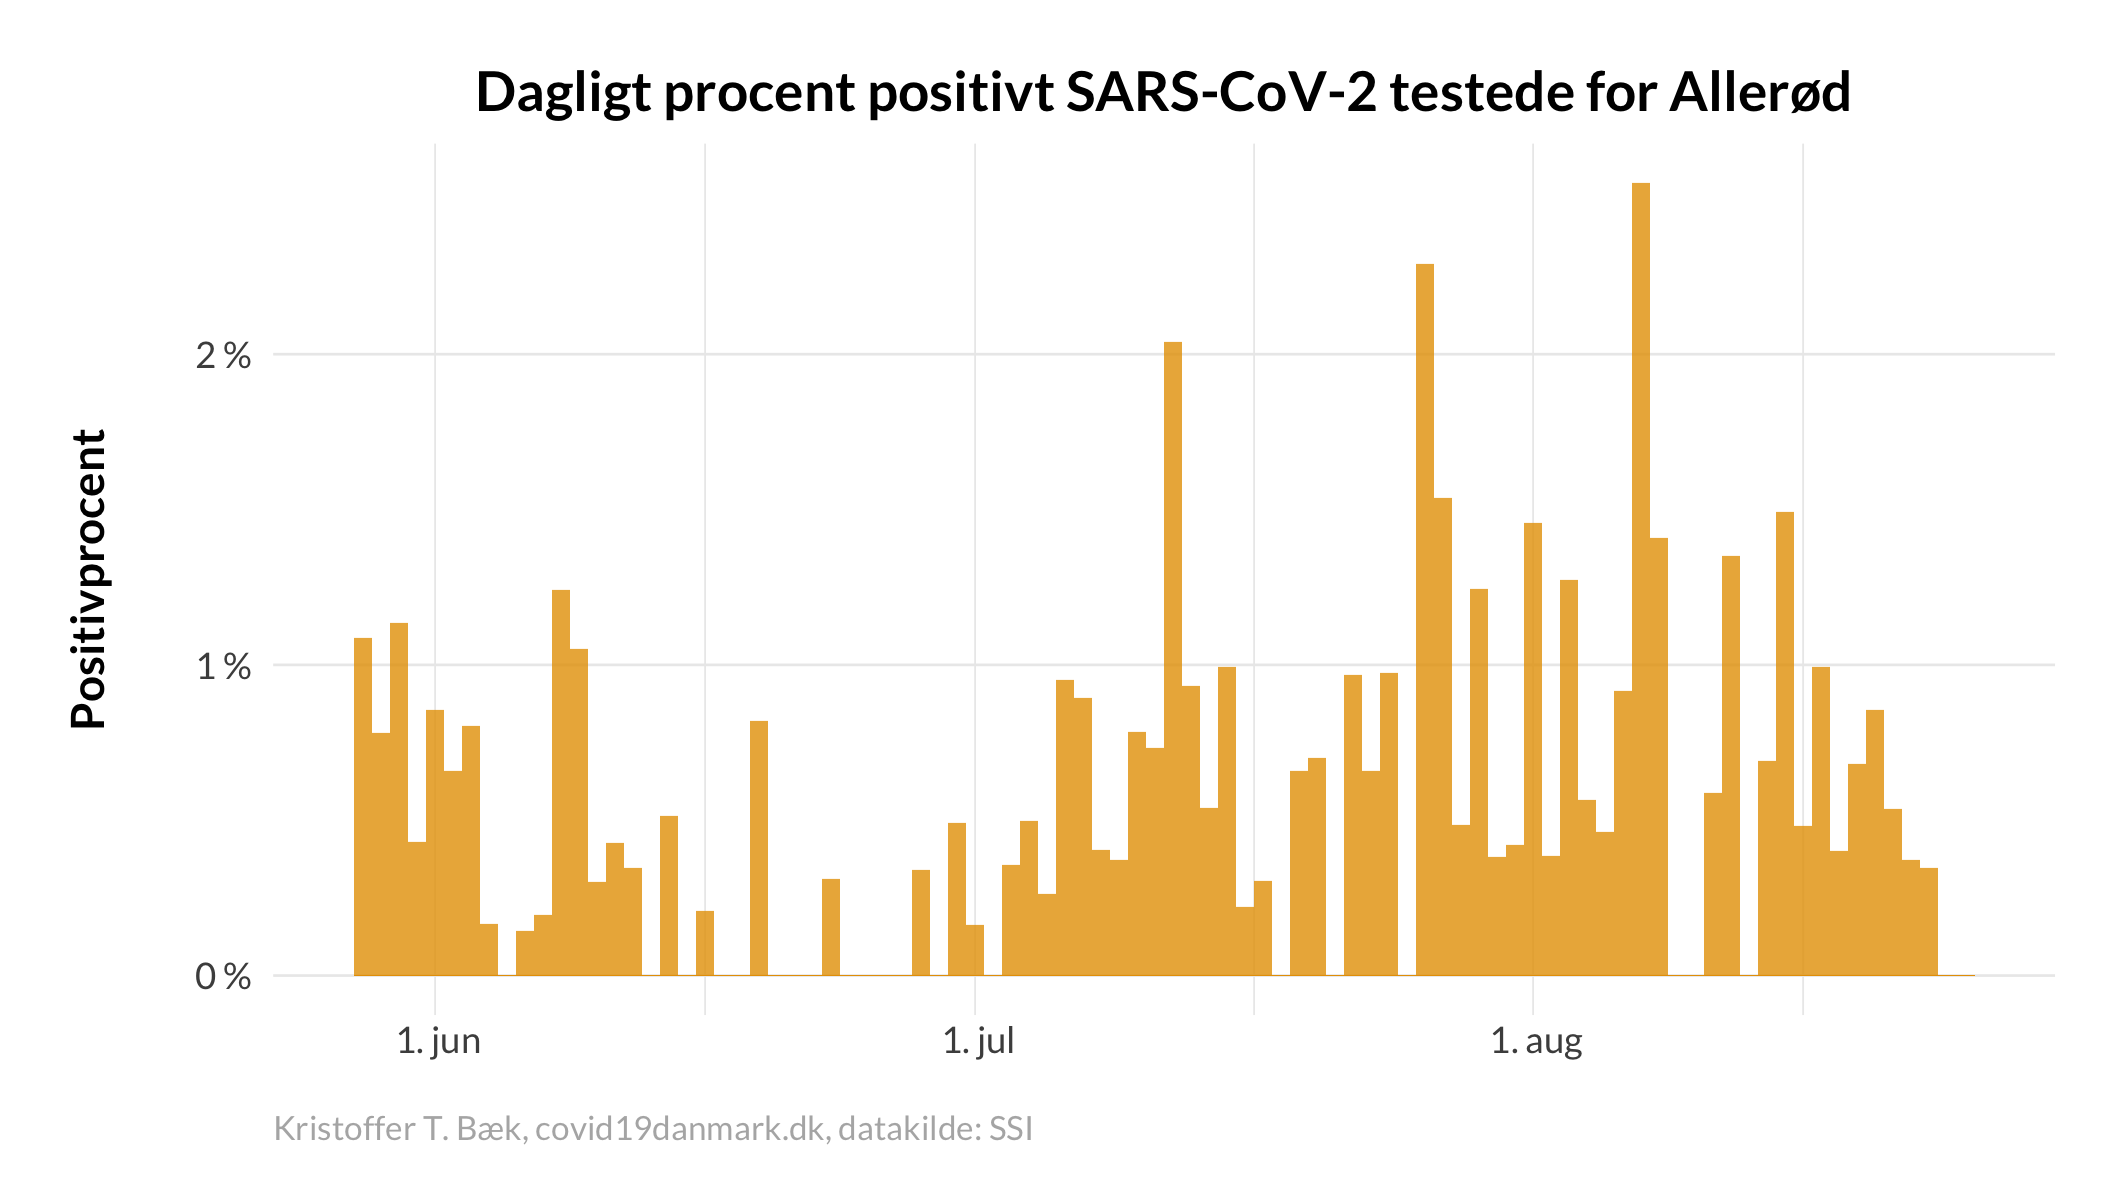 Dagligt procent positivt SARS-CoV-2 testede for Allerød
Positivprocent
2 %
1 %
0 %
1. jun
1. jul
1. aug
Kristoffer T. Bæk, covid19danmark.dk, datakilde: SSI